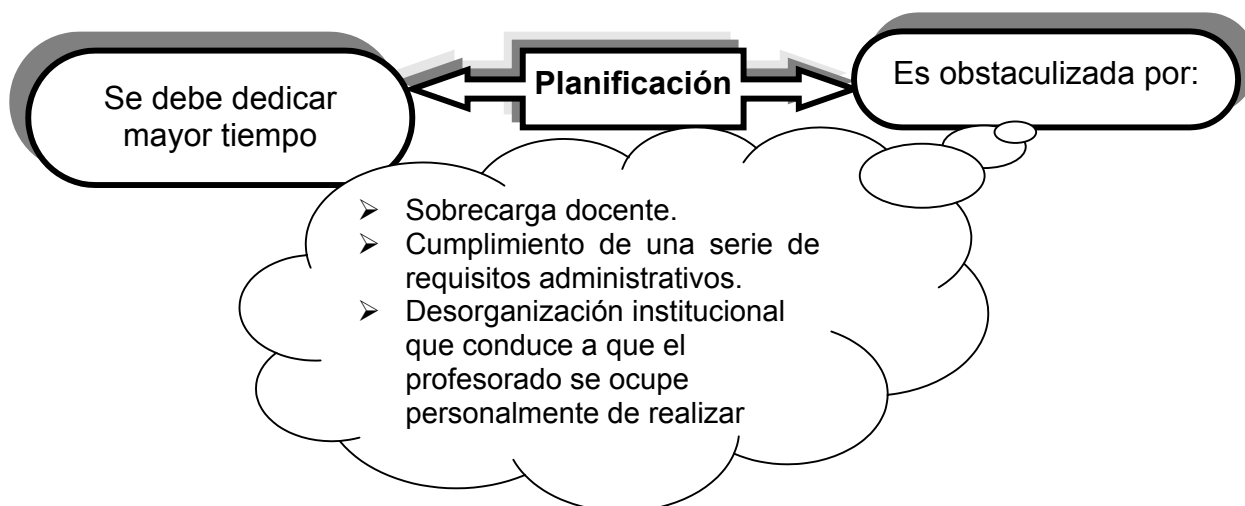 Se debe dedicar
mayor tiempo
Planificación
Es obstaculizada por:
➢ Sobrecarga docente.
➢ Cumplimiento de una serie de
requisitos administrativos.
➢ Desorganización institucional
que conduce a que el
profesorado se ocupe
personalmente de realizar